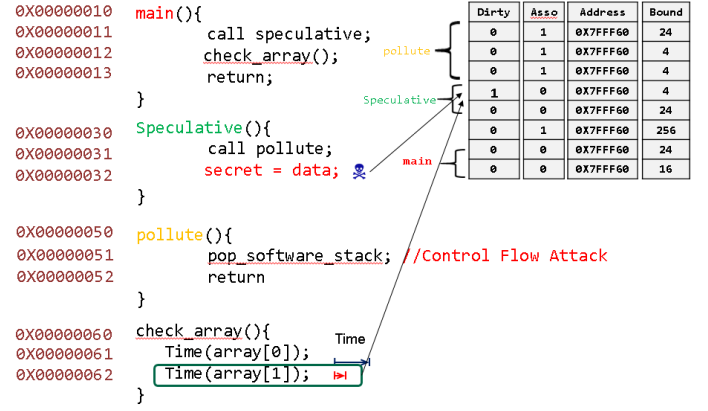 0X00000010 main(){
0X00000011 call speculative;
0X00000012 check_array();
0X00000013 return;
}
0X00000030 Speculative(){
0X00000031 call pollute;
0X00000032 secret = data;
}
0X00000050 pollute(){
0X00000051 pop_software_stack; //Control Flow Attack
0X00000052 return
}
0X00000060 check_array(){
0X00000061 Time(array[0]);
0X00000062 Time(array[1]);
}
Time
pollute
Speculative
main
Dirty Asso Address Bound
0 1 0X7FFF60 24
0 1 0X7FFF60 4
0 1 0X7FFF60 4
1 0 0X7FFF60 4
0 0 0X7FFF60 24
0 1 0X7FFF60 256
0 0 0X7FFF60 24
0 0 0X7FFF60 16